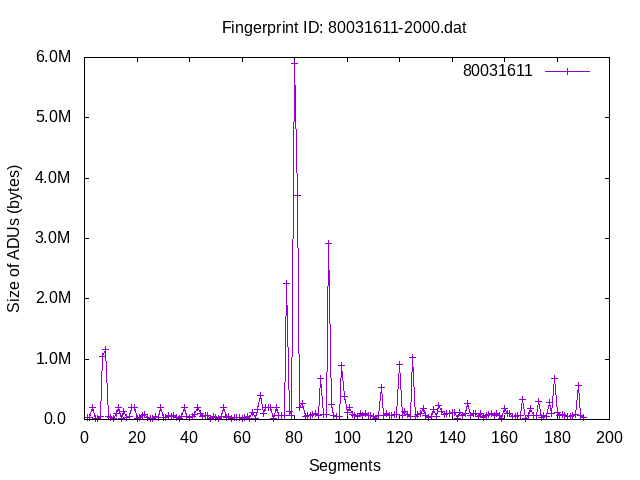 Fingerprint ID: 80031611-2000.dat
80031611
6.0M
5.0M
4.0M
3.0M
2.0M
1.0M
0.0
Size of ADUs (bytes)
0 20 40 60 80 100 120 140 160 180 200
Segments